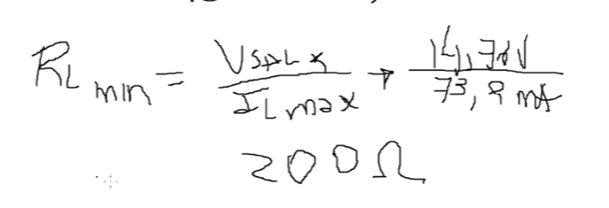 RL min = VSAL x / IL max → 14,78V / 73,9 mA
200Ω